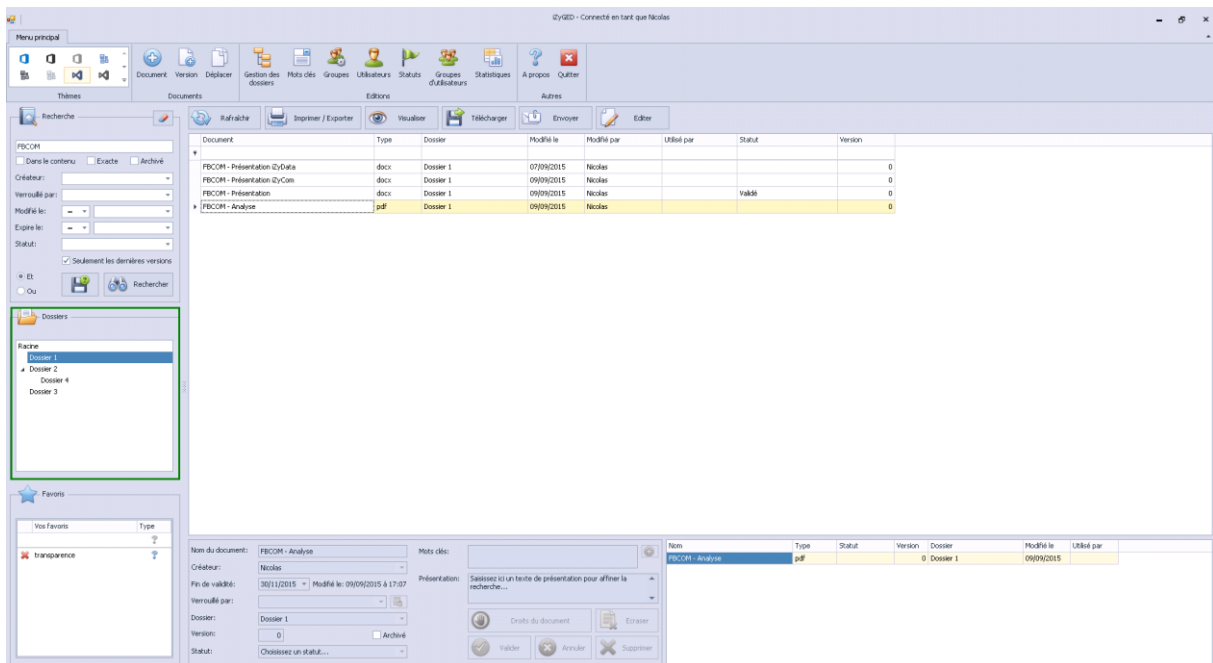 iZyGED - Connecté en tant que Nicolas
Menu principal
Document Version Déplacer Gestion des dossiers Mots clés Groupes Utilisateurs Statuts Groupes d'utilisateurs Statistiques A propos Quitter
Thèmes Documents Editions Autres
Recherche
FBCOM
Dans le contenu Exacte Archivé
Créateur:
Verrouillé par:
Modifié le: =
Expire le: =
Statut:
Seulement les dernières versions
Et
Ou
Rechercher
Dossiers
Racine
Dossier 1
Dossier 2
Dossier 4
Dossier 3
Favoris
Vos favoris Type
?
transparence ?
Rafraîchir Imprimer / Exporter Visualiser Télécharger Envoyer Editer
Document Type Dossier Modifié le Modifié par Utilisé par Statut Version
FBCOM - Présentation iZyData docx Dossier 1 07/09/2015 Nicolas 0
FBCOM - Présentation iZyCom docx Dossier 1 09/09/2015 Nicolas 0
FBCOM - Présentation docx Dossier 1 09/09/2015 Nicolas Validé 0
FBCOM - Analyse pdf Dossier 1 09/09/2015 Nicolas 0
Nom du document: FBCOM - Analyse
Créateur: Nicolas
Fin de validité: 30/11/2015 Modifié le: 09/09/2015 à 17:07
Verrouillé par:
Dossier: Dossier 1
Version: 0 Archivé
Statut: Choisissez un statut...
Mots clés:
Présentation: Saisissez ici un texte de présentation pour affiner la
recherche...
Droits du document Ecraser
Valider Annuler Supprimer
Nom Type Statut Version Dossier Modifié le Utilisé par
FBCOM - Analyse pdf 0 Dossier 1 09/09/2015